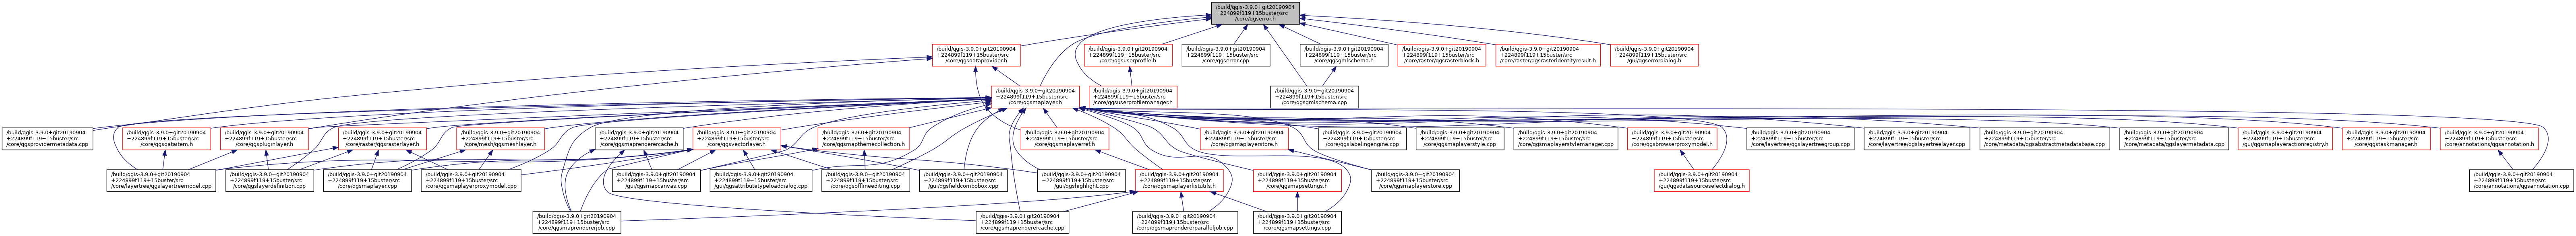 /build/qgis-3.9.0+git20190904
+224899f119+15buster/src
/core/qgserror.h
/build/qgis-3.9.0+git20190904
+224899f119+15buster/src
/core/qgsdataprovider.h
/build/qgis-3.9.0+git20190904
+224899f119+15buster/src
/core/qgsuserprofile.h
/build/qgis-3.9.0+git20190904
+224899f119+15buster/src
/core/qgserror.cpp
/build/qgis-3.9.0+git20190904
+224899f119+15buster/src
/core/qgsgmlschema.h
/build/qgis-3.9.0+git20190904
+224899f119+15buster/src
/core/raster/qgsrasterblock.h
/build/qgis-3.9.0+git20190904
+224899f119+15buster/src
/core/raster/qgsrasteridentifyresult.h
/build/qgis-3.9.0+git20190904
+224899f119+15buster/src
/gui/qgserrordialog.h
/build/qgis-3.9.0+git20190904
+224899f119+15buster/src
/core/qgsmaplayer.h
/build/qgis-3.9.0+git20190904
+224899f119+15buster/src
/core/qgsuserprofilemanager.h
/build/qgis-3.9.0+git20190904
+224899f119+15buster/src
/core/qgsgmlschema.cpp
/build/qgis-3.9.0+git20190904
+224899f119+15buster/src
/core/qgsprovidermetadata.cpp
/build/qgis-3.9.0+git20190904
+224899f119+15buster/src
/core/qgsdataitem.h
/build/qgis-3.9.0+git20190904
+224899f119+15buster/src
/core/qgspluginlayer.h
/build/qgis-3.9.0+git20190904
+224899f119+15buster/src
/core/raster/qgsrasterlayer.h
/build/qgis-3.9.0+git20190904
+224899f119+15buster/src
/core/mesh/qgsmeshlayer.h
/build/qgis-3.9.0+git20190904
+224899f119+15buster/src
/core/qgsmaprenderercache.h
/build/qgis-3.9.0+git20190904
+224899f119+15buster/src
/core/qgsvectorlayer.h
/build/qgis-3.9.0+git20190904
+224899f119+15buster/src
/core/qgsmapthemecollection.h
/build/qgis-3.9.0+git20190904
+224899f119+15buster/src
/core/qgsmaplayerref.h
/build/qgis-3.9.0+git20190904
+224899f119+15buster/src
/core/qgsmaplayerstore.h
/build/qgis-3.9.0+git20190904
+224899f119+15buster/src
/core/qgslabelingengine.cpp
/build/qgis-3.9.0+git20190904
+224899f119+15buster/src
/core/qgsmaplayerstyle.cpp
/build/qgis-3.9.0+git20190904
+224899f119+15buster/src
/core/qgsmaplayerstylemanager.cpp
/build/qgis-3.9.0+git20190904
+224899f119+15buster/src
/core/qgsbrowserproxymodel.h
/build/qgis-3.9.0+git20190904
+224899f119+15buster/src
/core/layertree/qgslayertreegroup.cpp
/build/qgis-3.9.0+git20190904
+224899f119+15buster/src
/core/layertree/qgslayertreelayer.cpp
/build/qgis-3.9.0+git20190904
+224899f119+15buster/src
/core/metadata/qgsabstractmetadatabase.cpp
/build/qgis-3.9.0+git20190904
+224899f119+15buster/src
/core/metadata/qgslayermetadata.cpp
/build/qgis-3.9.0+git20190904
+224899f119+15buster/src
/gui/qgsmaplayeractionregistry.h
/build/qgis-3.9.0+git20190904
+224899f119+15buster/src
/core/qgstaskmanager.h
/build/qgis-3.9.0+git20190904
+224899f119+15buster/src
/core/annotations/qgsannotation.h
/build/qgis-3.9.0+git20190904
+224899f119+15buster/src
/core/layertree/qgslayertreemodel.cpp
/build/qgis-3.9.0+git20190904
+224899f119+15buster/src
/core/qgslayerdefinition.cpp
/build/qgis-3.9.0+git20190904
+224899f119+15buster/src
/core/qgsmaplayer.cpp
/build/qgis-3.9.0+git20190904
+224899f119+15buster/src
/core/qgsmaplayerproxymodel.cpp
/build/qgis-3.9.0+git20190904
+224899f119+15buster/src
/gui/qgsmapcanvas.cpp
/build/qgis-3.9.0+git20190904
+224899f119+15buster/src
/gui/qgsattributetypeloaddialog.cpp
/build/qgis-3.9.0+git20190904
+224899f119+15buster/src
/core/qgsofflineediting.cpp
/build/qgis-3.9.0+git20190904
+224899f119+15buster/src
/gui/qgsfieldcombobox.cpp
/build/qgis-3.9.0+git20190904
+224899f119+15buster/src
/gui/qgshighlight.cpp
/build/qgis-3.9.0+git20190904
+224899f119+15buster/src
/core/qgsmaplayerlistutils.h
/build/qgis-3.9.0+git20190904
+224899f119+15buster/src
/core/qgsmapsettings.h
/build/qgis-3.9.0+git20190904
+224899f119+15buster/src
/core/qgsmaplayerstore.cpp
/build/qgis-3.9.0+git20190904
+224899f119+15buster/src
/gui/qgsdatasourceselectdialog.h
/build/qgis-3.9.0+git20190904
+224899f119+15buster/src
/core/annotations/qgsannotation.cpp
/build/qgis-3.9.0+git20190904
+224899f119+15buster/src
/core/qgsmaprendererjob.cpp
/build/qgis-3.9.0+git20190904
+224899f119+15buster/src
/core/qgsmaprenderercache.cpp
/build/qgis-3.9.0+git20190904
+224899f119+15buster/src
/core/qgsmaprendererparalleljob.cpp
/build/qgis-3.9.0+git20190904
+224899f119+15buster/src
/core/qgsmapsettings.cpp